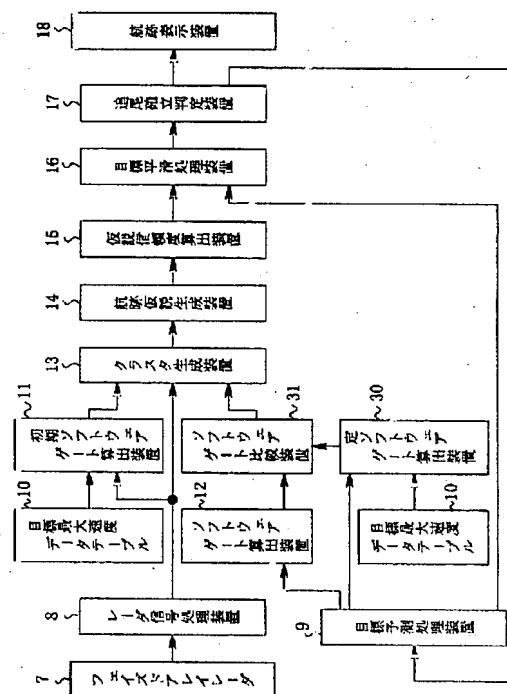 7
フェイズドアレイレーダ
8
レーダ信号処理装置
9
目標予測処理装置
10
目標最大速度
データテーブル
11
初期ソフトウェア
ゲート算出装置
12
ソフトウェア
ゲート算出装置
10
目標最大速度
データテーブル
30
定ソフトウェア
ゲート算出装置
31
ソフトウェア
ゲート比較装置
13
クラスタ生成装置
14
航跡仮説生成装置
15
仮説信頼度算出装置
16
目標平滑処理装置
17
追尾確立判定装置
18
航跡表示装置